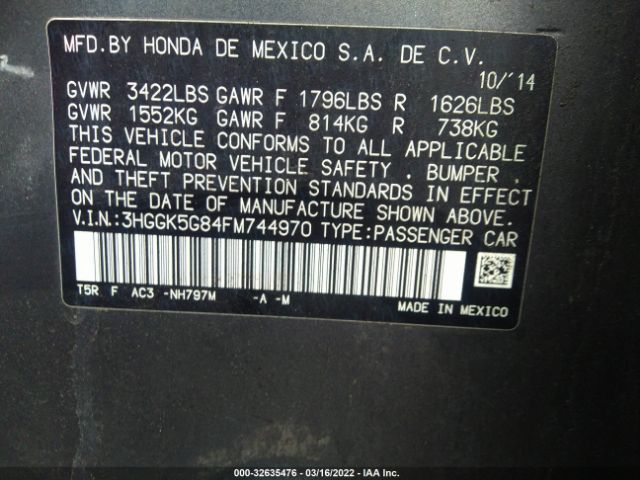 MFD.BY HONDA DE MEXICO S.A. DE C.V.
10/'14
GVWR 3422LBS GAWR F 1796LBS R 1626LBS
GVWR 1552KG GAWR F 814KG R 738KG
THIS VEHICLE CONFORMS TO ALL APPLICABLE
FEDERAL MOTOR VEHICLE SAFETY , BUMPER ,
AND THEFT PREVENTION STANDARDS IN EFFECT
ON THE DATE OF MANUFACTURE SHOWN ABOVE.
V.I.N.:3HGGK5G84FM744970 TYPE:PASSENGER CAR
T5R F AC3 -NH797M -A -M
MADE IN MEXICO
000-32635476 - 03/16/2022 - IAA Inc.